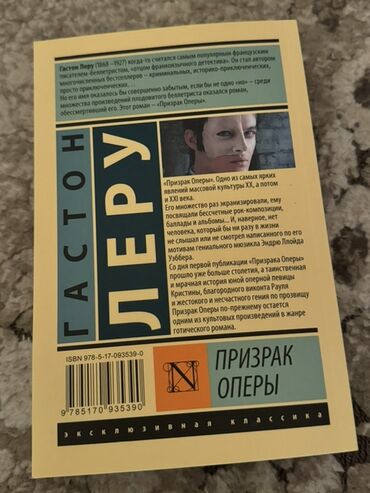 Гастон Леру (1868–1927) когда-то считался самым популярным французским
писателем-беллетристом, «отцом франкоязычного детектива». Он стал автором
многочисленных бестселлеров – криминальных, историко-приключенческих,
просто приключенческих. . .
Но его имя оказалось бы совершенно забытым, если бы не одно «но» – среди
множества произведений плодовитого беллетриста оказался роман,
обессмертивший его. Этот роман – «Призрак Оперы».
ГАСТОН
ЛЕРУ
«Призрак Оперы». Одно из самых ярких
явлений массовой культуры XX, а потом
и XXI века.
Его множество раз экранизировали, ему
посвящали бессчетные рок-композиции,
баллады и альбомы... И, наверное, нет
человека, который бы ни разу в жизни
не слышал или не смотрел написанного по его
мотивам гениального мюзикла Эндрю Ллойда
Уэббера.
Со дня первой публикации «Призрака Оперы»
прошло уже больше столетия, а таинственная
и мрачная история юной оперной певицы
Кристины, благородного виконта Рауля
и жестокого и несчастного гения по прозвищу
Призрак Оперы по-прежнему остается
одним из культовых произведений в жанре
готического романа.
ISBN 978-5-17-093539-0
9 785170 935390
N
ПРИЗРАК
ОПЕРЫ
эксклюзивная классика